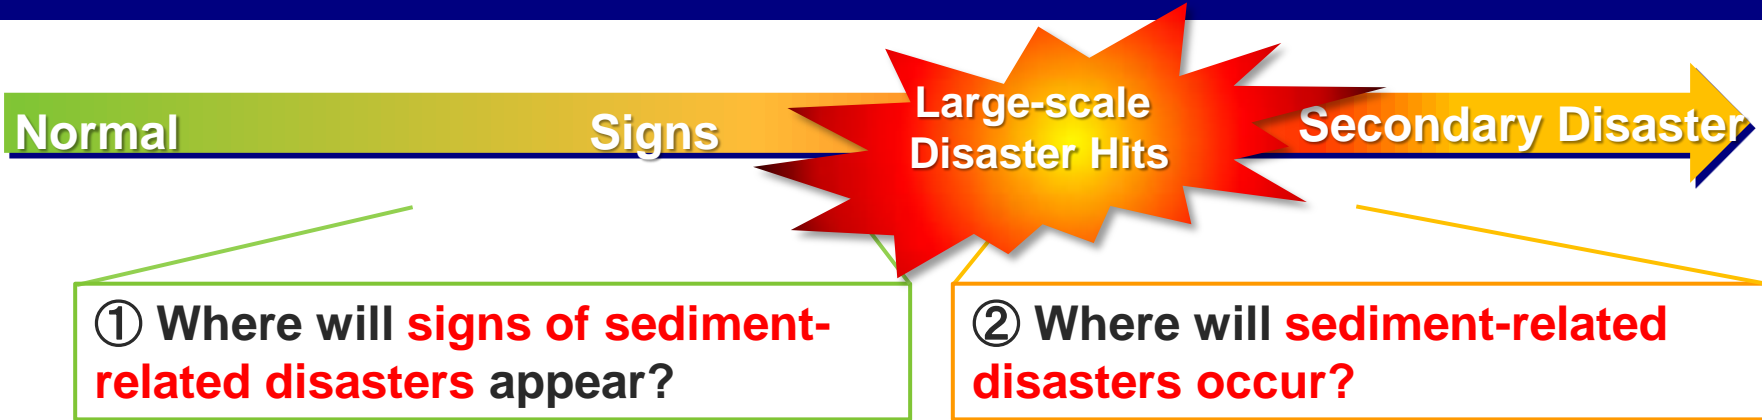 Normal
Signs
Large-scale
Disaster Hits
Secondary Disaster
① Where will signs of sediment-
related disasters appear?
② Where will sediment-related
disasters occur?